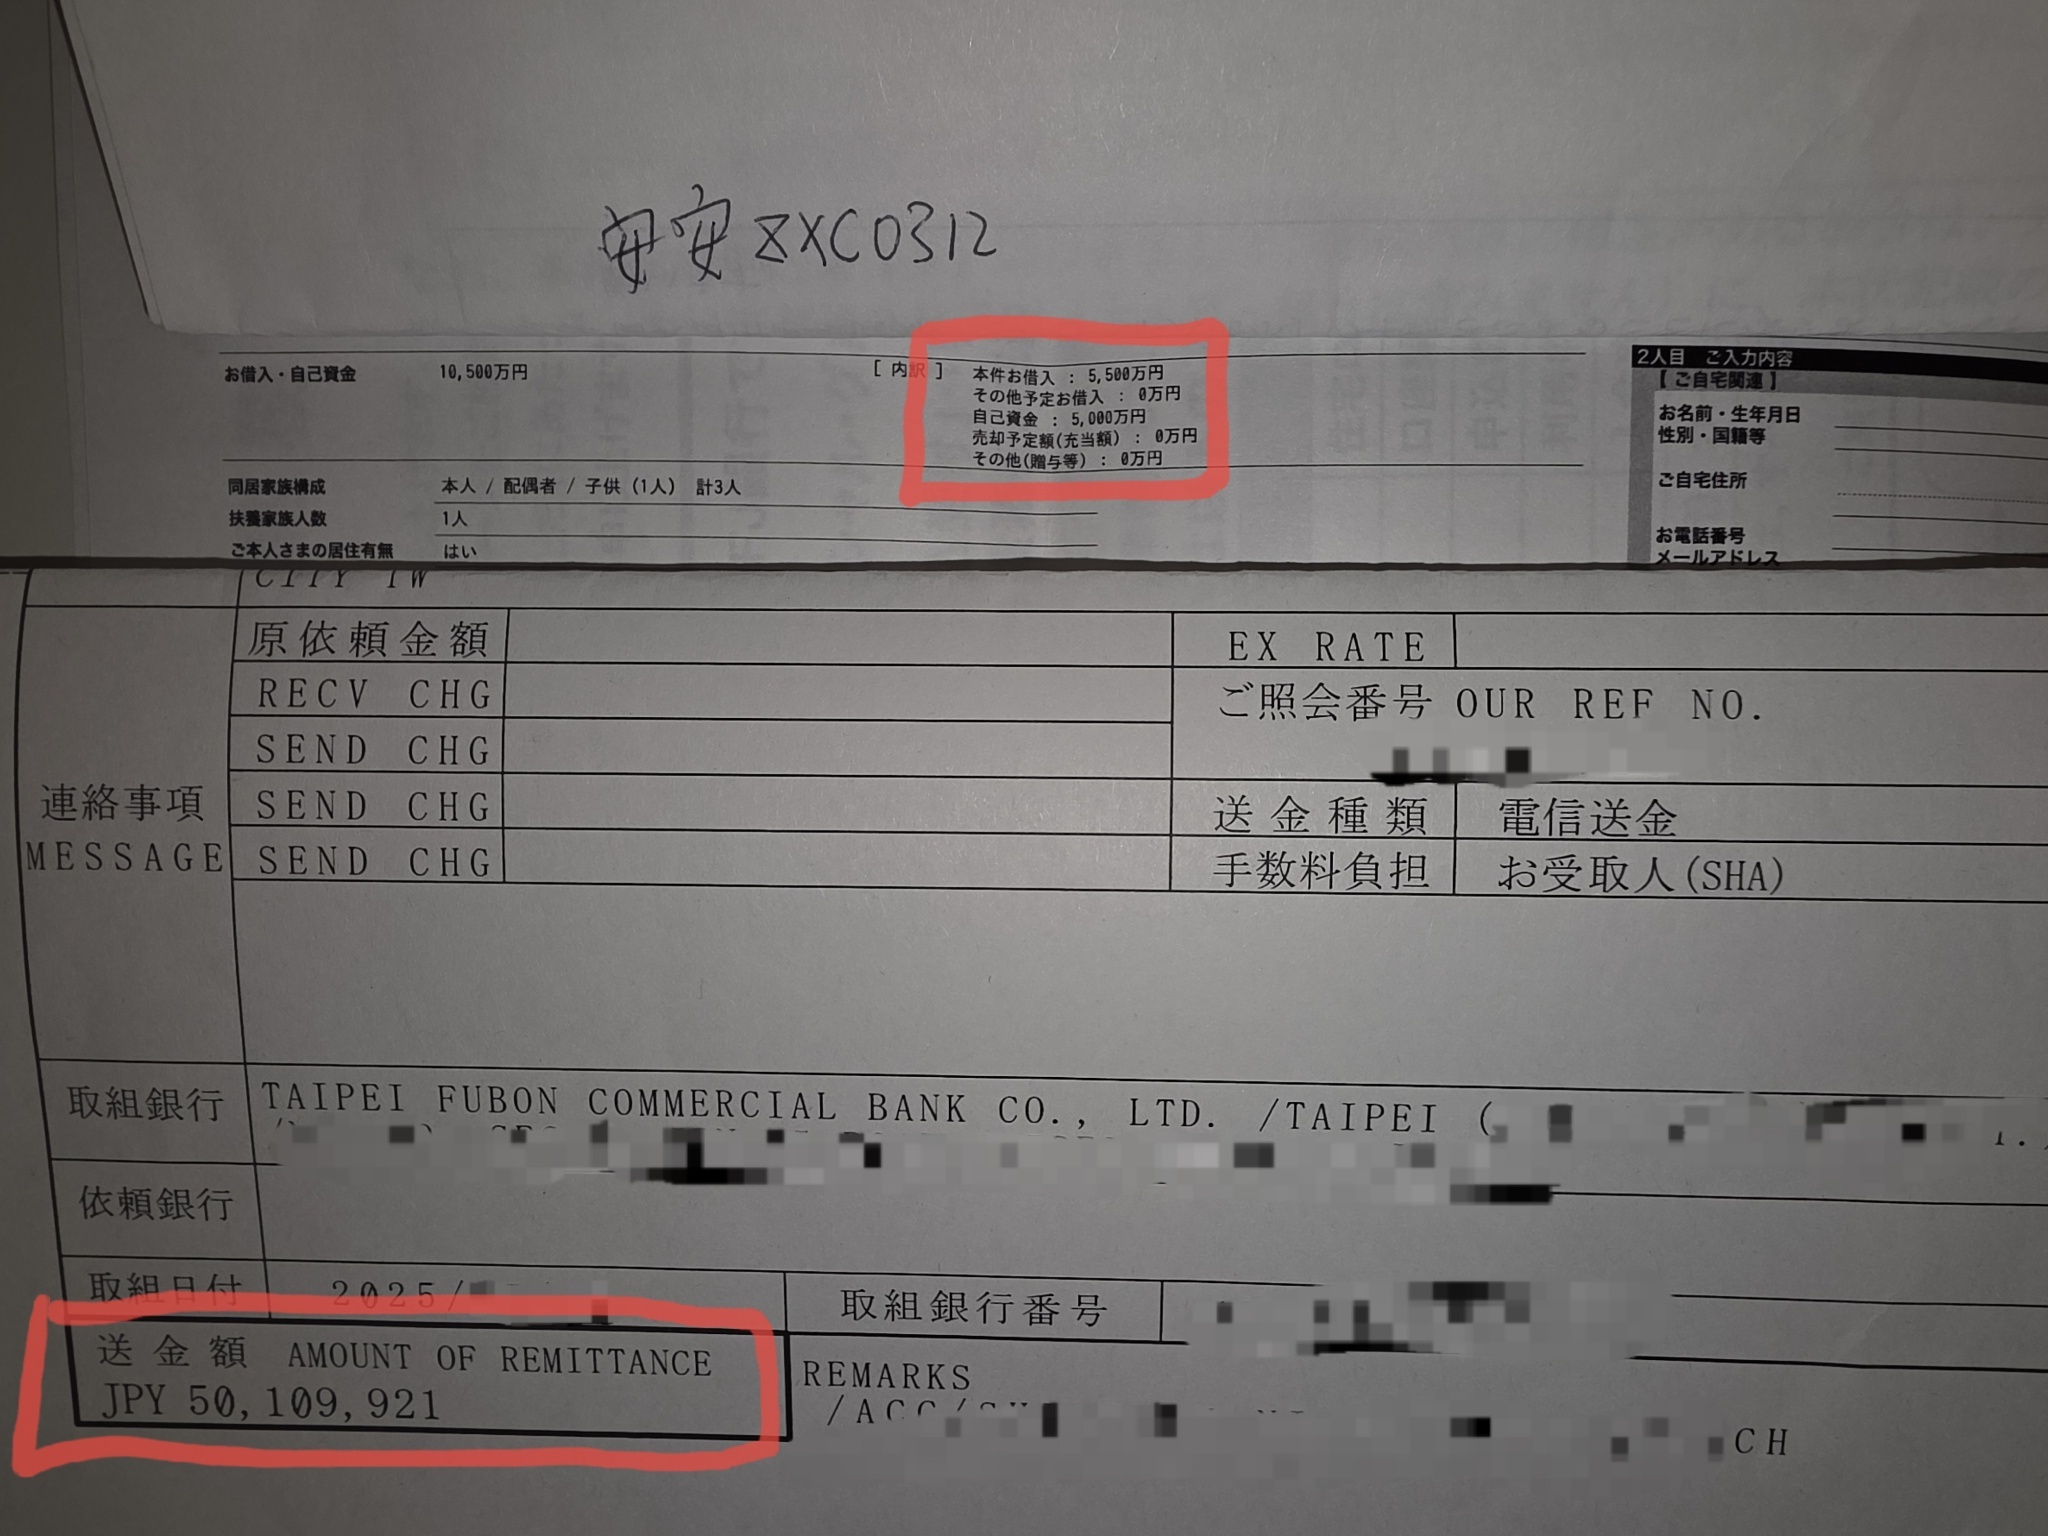 安安 ZXC0312
お借入・自己資金 10,500万円 [ 内訳 ] 本件お借入 : 5,500万円
その他予定お借入 : 0万円
自己資金 : 5,000万円
売却予定額(充当額) : 0万円
その他(贈与等) : 0万円
同居家族構成 本人 / 配偶者 / 子供 (1人) 計3人
扶養家族人数 1人
ご本人さまの居住有無 はい
2人目 ご入力内容
【 ご自宅関連 】
お名前・生年月日
性別・国籍等
ご自宅住所
お電話番号
メールアドレス
CITY TW
連絡事項
MESSAGE
原依頼金額
RECV CHG
SEND CHG
SEND CHG
SEND CHG
EX RATE
ご照会番号 OUR REF NO.
送金種類 電信送金
手数料負担 お受取人(SHA)
取組銀行 TAIPEI FUBON COMMERCIAL BANK CO., LTD. /TAIPEI (
依頼銀行
取組日付 2025/
取組銀行番号
送金額 AMOUNT OF REMITTANCE
JPY 50,109,921
REMARKS
/ACC/
CH